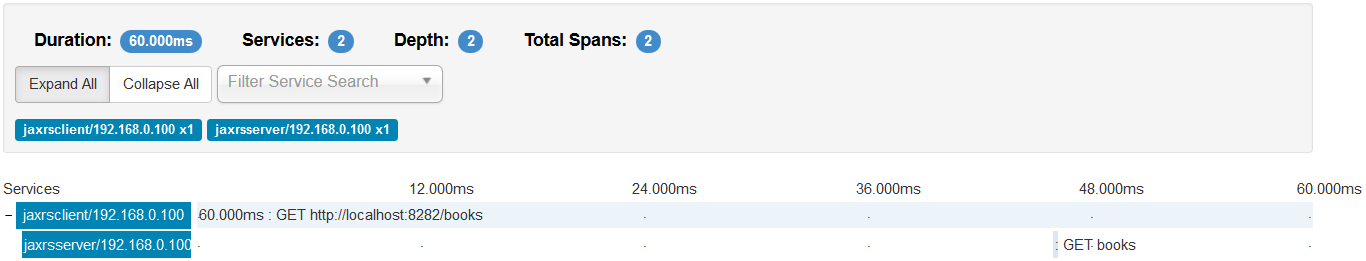 Duration: 60.000ms Services: 2 Depth: 2 Total Spans: 2
Expand All Collapse All Filter Service Search
jaxrsclient/192.168.0.100 x1 jaxrsserver/192.168.0.100 x1
Services 12.000ms 24.000ms 36.000ms 48.000ms 60.000ms
- jaxrsclient/192.168.0.100 .60.000ms : GET http://localhost:8282/books . . . .
jaxrsserver/192.168.0.100 . . . . : GET books .